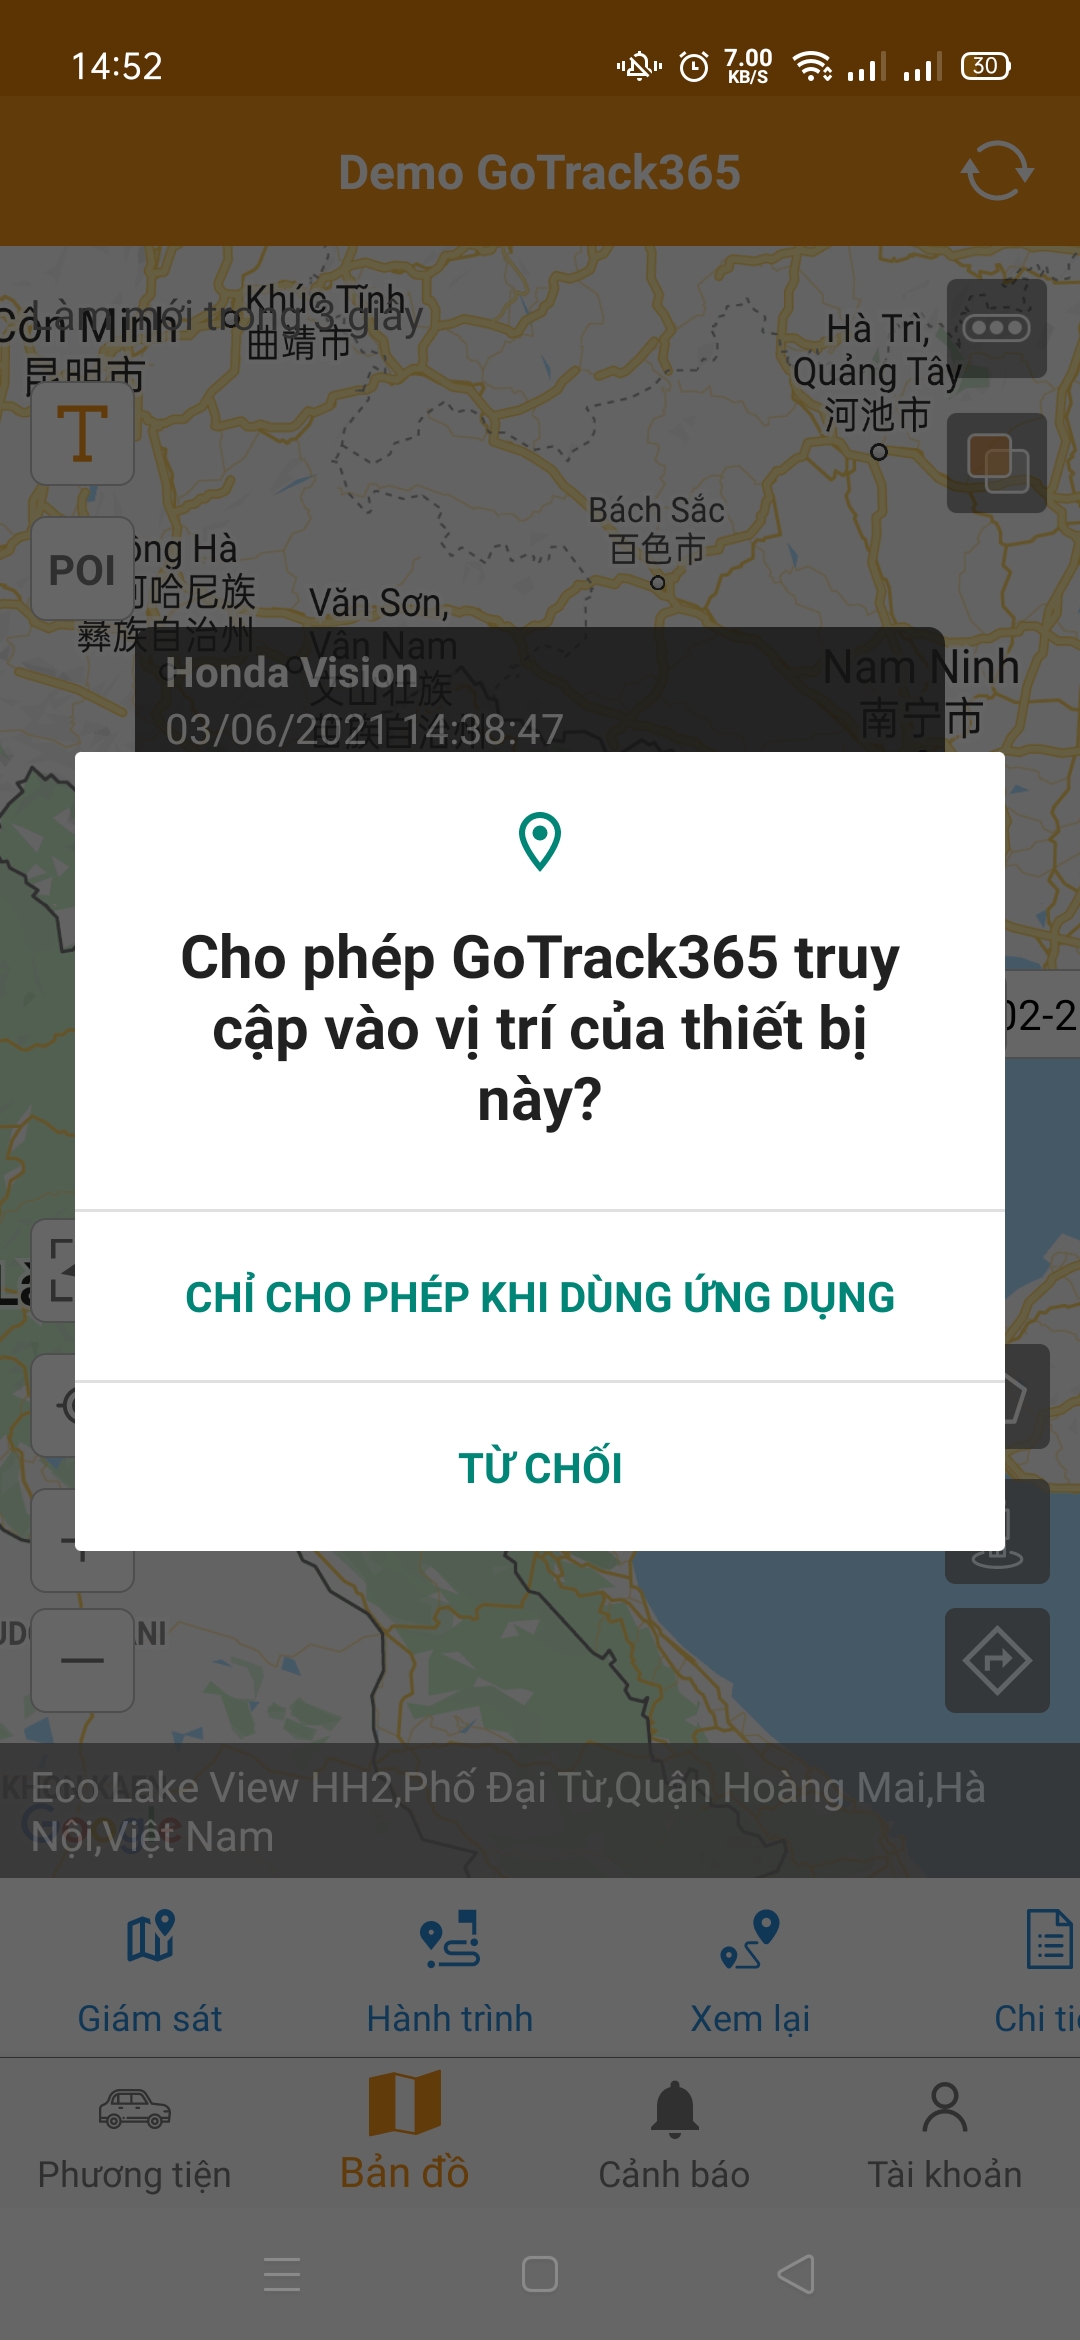 14:52
7.00
KB/S
30
Demo GoTrack365
Làm mới trong 3 giây
Côn Minh
昆明市
Khúc Tĩnh
曲靖市
Hà Trì,
Quảng Tây
河池市
T
POI
Bách Sắc
百色市
ồng Hà
哈尼族
彝族自治州
Văn Sơn,
Vân Nam
文山壮族
Nam Ninh
南宁市
Honda Vision
03/06/2021 14:38:47
02-2
Cho phép GoTrack365 truy
cập vào vị trí của thiết bị
này?
CHỈ CHO PHÉP KHI DÙNG ỨNG DỤNG
TỪ CHỐI
Eco Lake View HH2,Phố Đại Từ,Quận Hoàng Mai,Hà
Nội,Việt Nam
Google
Giám sát
Hành trình
Xem lại
Chi ti
Phương tiện
Bản đồ
Cảnh báo
Tài khoản